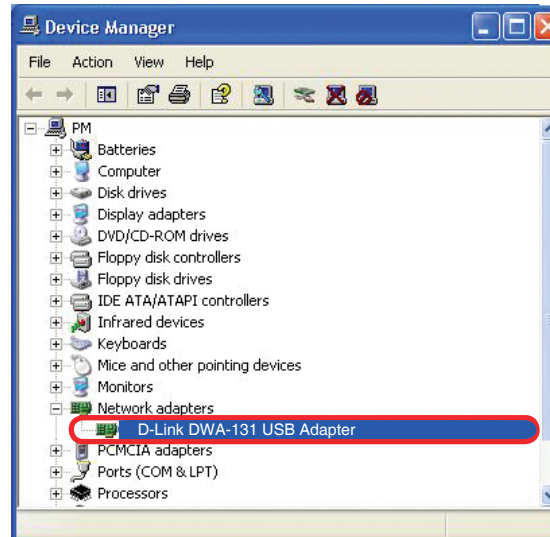 Device Manager
File Action View Help
PM
Batteries
Computer
Disk drives
Display adapters
DVD/CD-ROM drives
Floppy disk controllers
Floppy disk drives
IDE ATA/ATAPI controllers
Infrared devices
Keyboards
Mice and other pointing devices
Monitors
Network adapters
D-Link DWA-131 USB Adapter
PCMCIA adapters
Ports (COM & LPT)
Processors